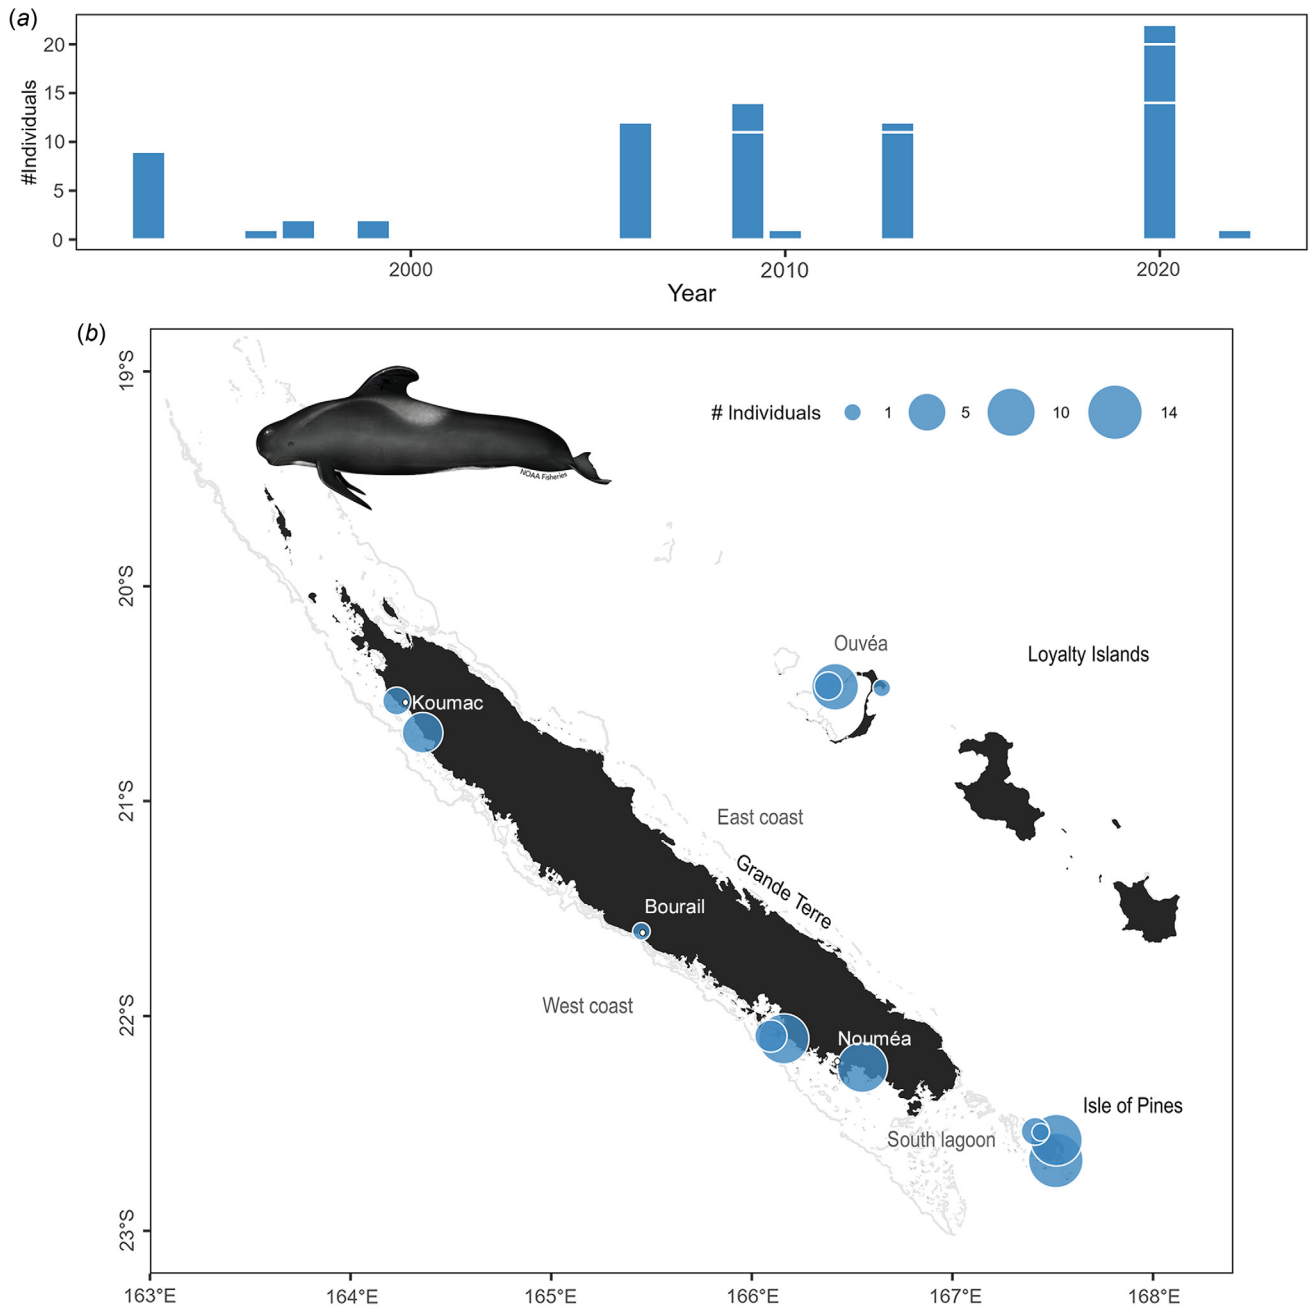 (a)
#Individuals
20
15
10
5
0
2000
2010
2020
Year
(b)
19°S
20°S
21°S
22°S
23°S
# Individuals
1
5
10
14
NOAA Fisheries
Ouvéa
Loyalty Islands
Koumac
East coast
Grande Terre
Bourail
West coast
Nouméa
Isle of Pines
South lagoon
163°E
164°E
165°E
166°E
167°E
168°E